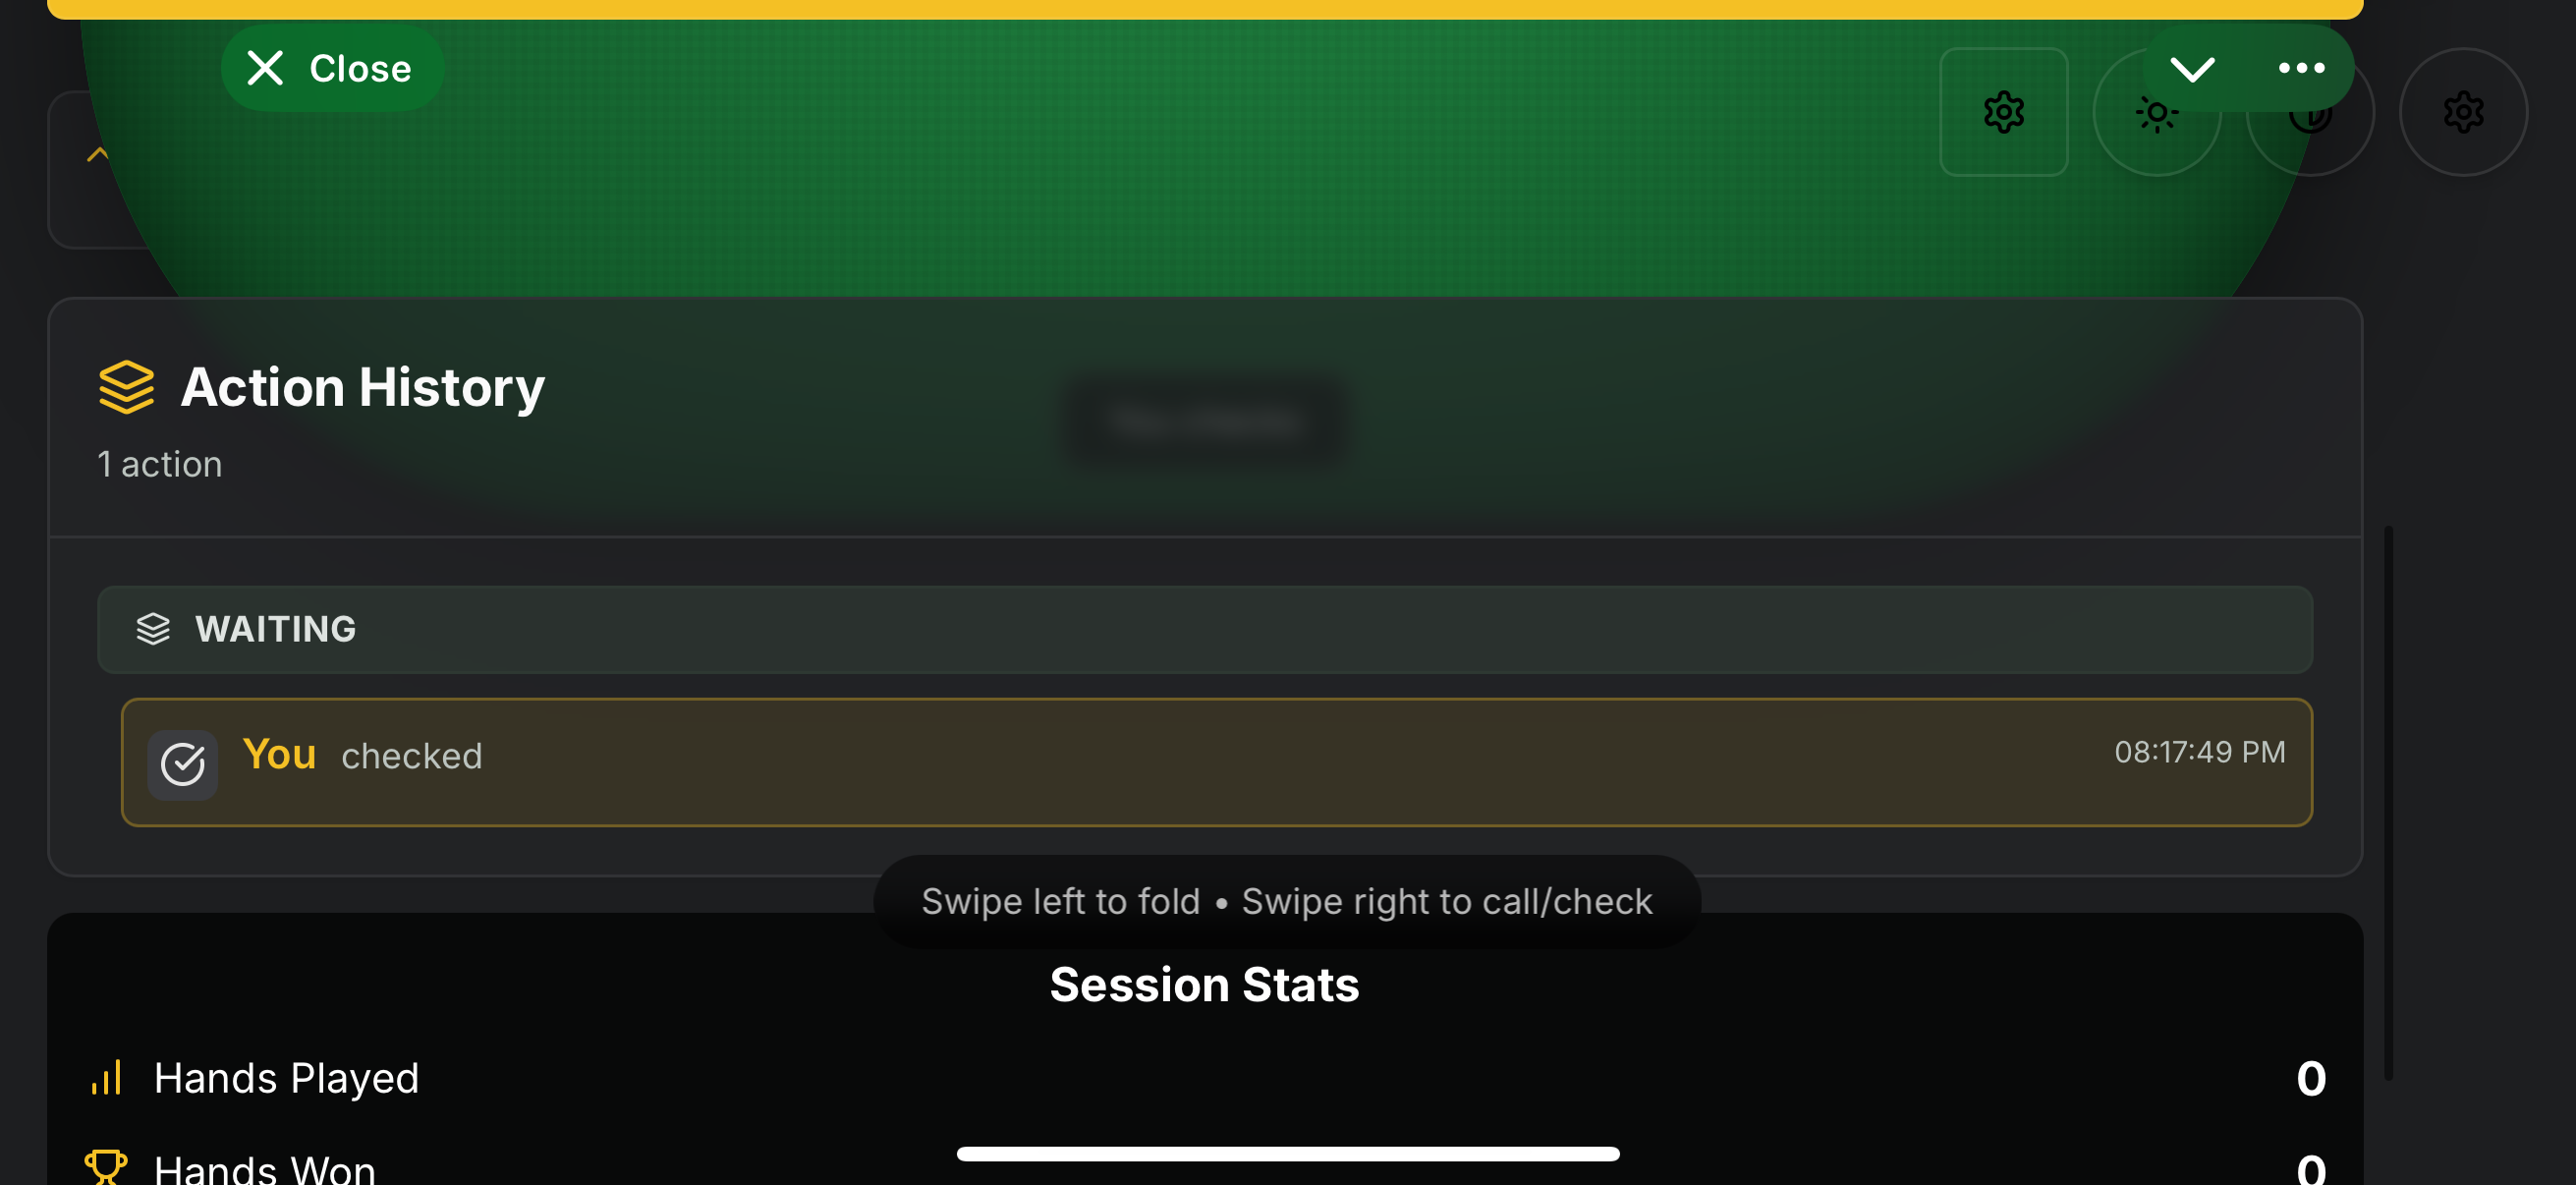 Close
Action History
1 action
WAITING
You checked
08:17:49 PM
Swipe left to fold • Swipe right to call/check
Session Stats
Hands Played
0
Hands Won
0